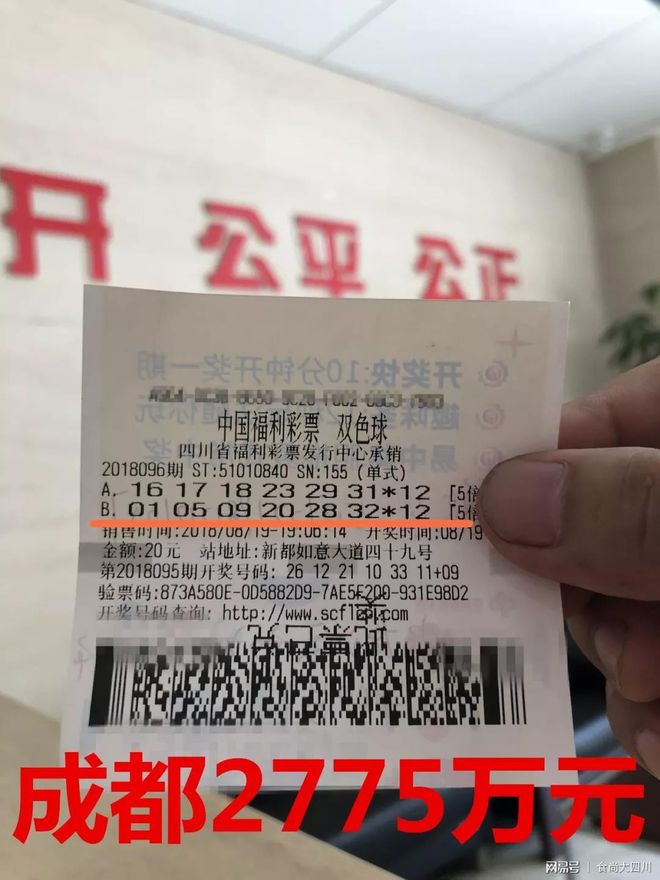 开 公平 公正
开奖快:10分钟开奖一期
中国福利彩票 双色球
四川省福利彩票发行中心承销
2018096期 ST:51010840 SN:155 (单式)
A. 16 17 18 23 29 31*12 [5倍
B. 01 05 09 20 28 32*12 [5倍
销售时间:2018/08/19-19:06:14 开奖时间:08/19
金额:20元 站地址:新都如意大道四十九号
第2018095期开奖号码: 26 12 21 10 33 11+09
验票码:873A580E-0D5882D9-7AE5F200-931E98D2
开奖号码查询: http://www.scflcp.com
成都2775万元
网易号 食尚大四川